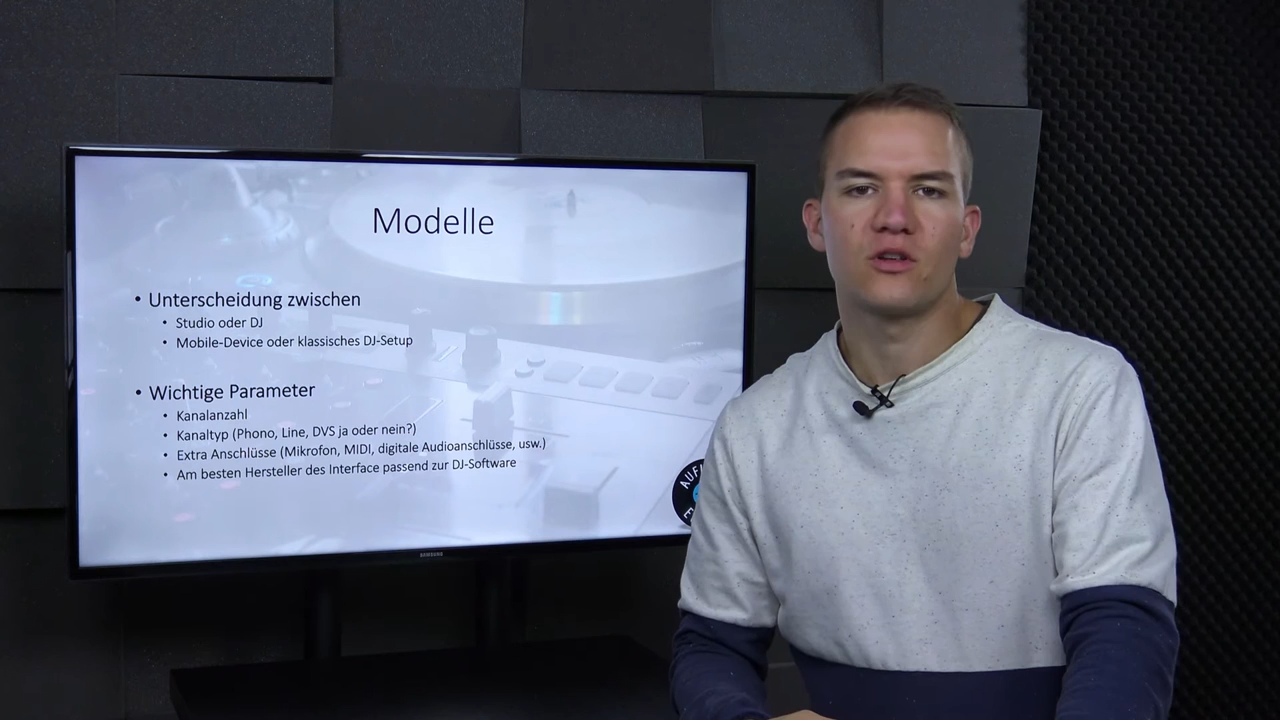 Modelle
• Unterscheidung zwischen
• Studio oder DJ
• Mobile-Device oder klassisches DJ-Setup
• Wichtige Parameter
• Kanalanzahl
• Kanaltyp (Phono, Line, DVS ja oder nein?)
• Extra Anschlüsse (Mikrofon, MIDI, digitale Audioanschlüsse, usw.)
• Am besten Hersteller des Interface passend zur DJ-Software
SAMSUNG